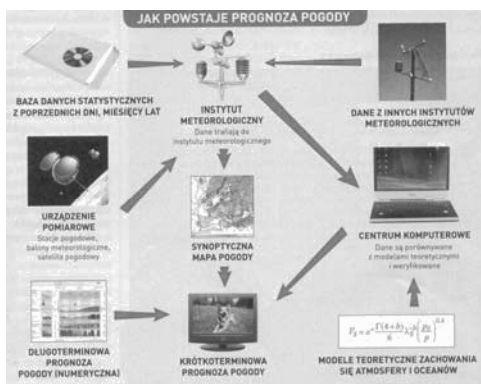 JAK POWSTAJE PROGNOZA POGODY
BAZA DANYCH STATYSTYCZNYCH
Z POPRZEDNICH DNI, MIESIĘCY LAT
INSTYTUT
METEOROLOGICZNY
Dane trafiają do
instytutu meteorologicznego
DANE Z INNYCH INSTYTUTÓW
METEOROLOGICZNYCH
URZĄDZENIE
POMIAROWE
Stacje pogodowe,
balony meteorologiczne,
satelita pogodowy
SYNOPTYCZNA
MAPA POGODY
CENTRUM KOMPUTEROWE
Dane są porównywane
z modelami teoretycznymi
i weryfikowane
DŁUGOTERMINOWA
PROGNOZA
POGODY (NUMERYCZNA)
KRÓTKOTERMINOWA
PROGNOZA POGODY
MODELE TEORETYCZNE ZACHOWANIA
SIĘ ATMOSFERY I OCEANÓW